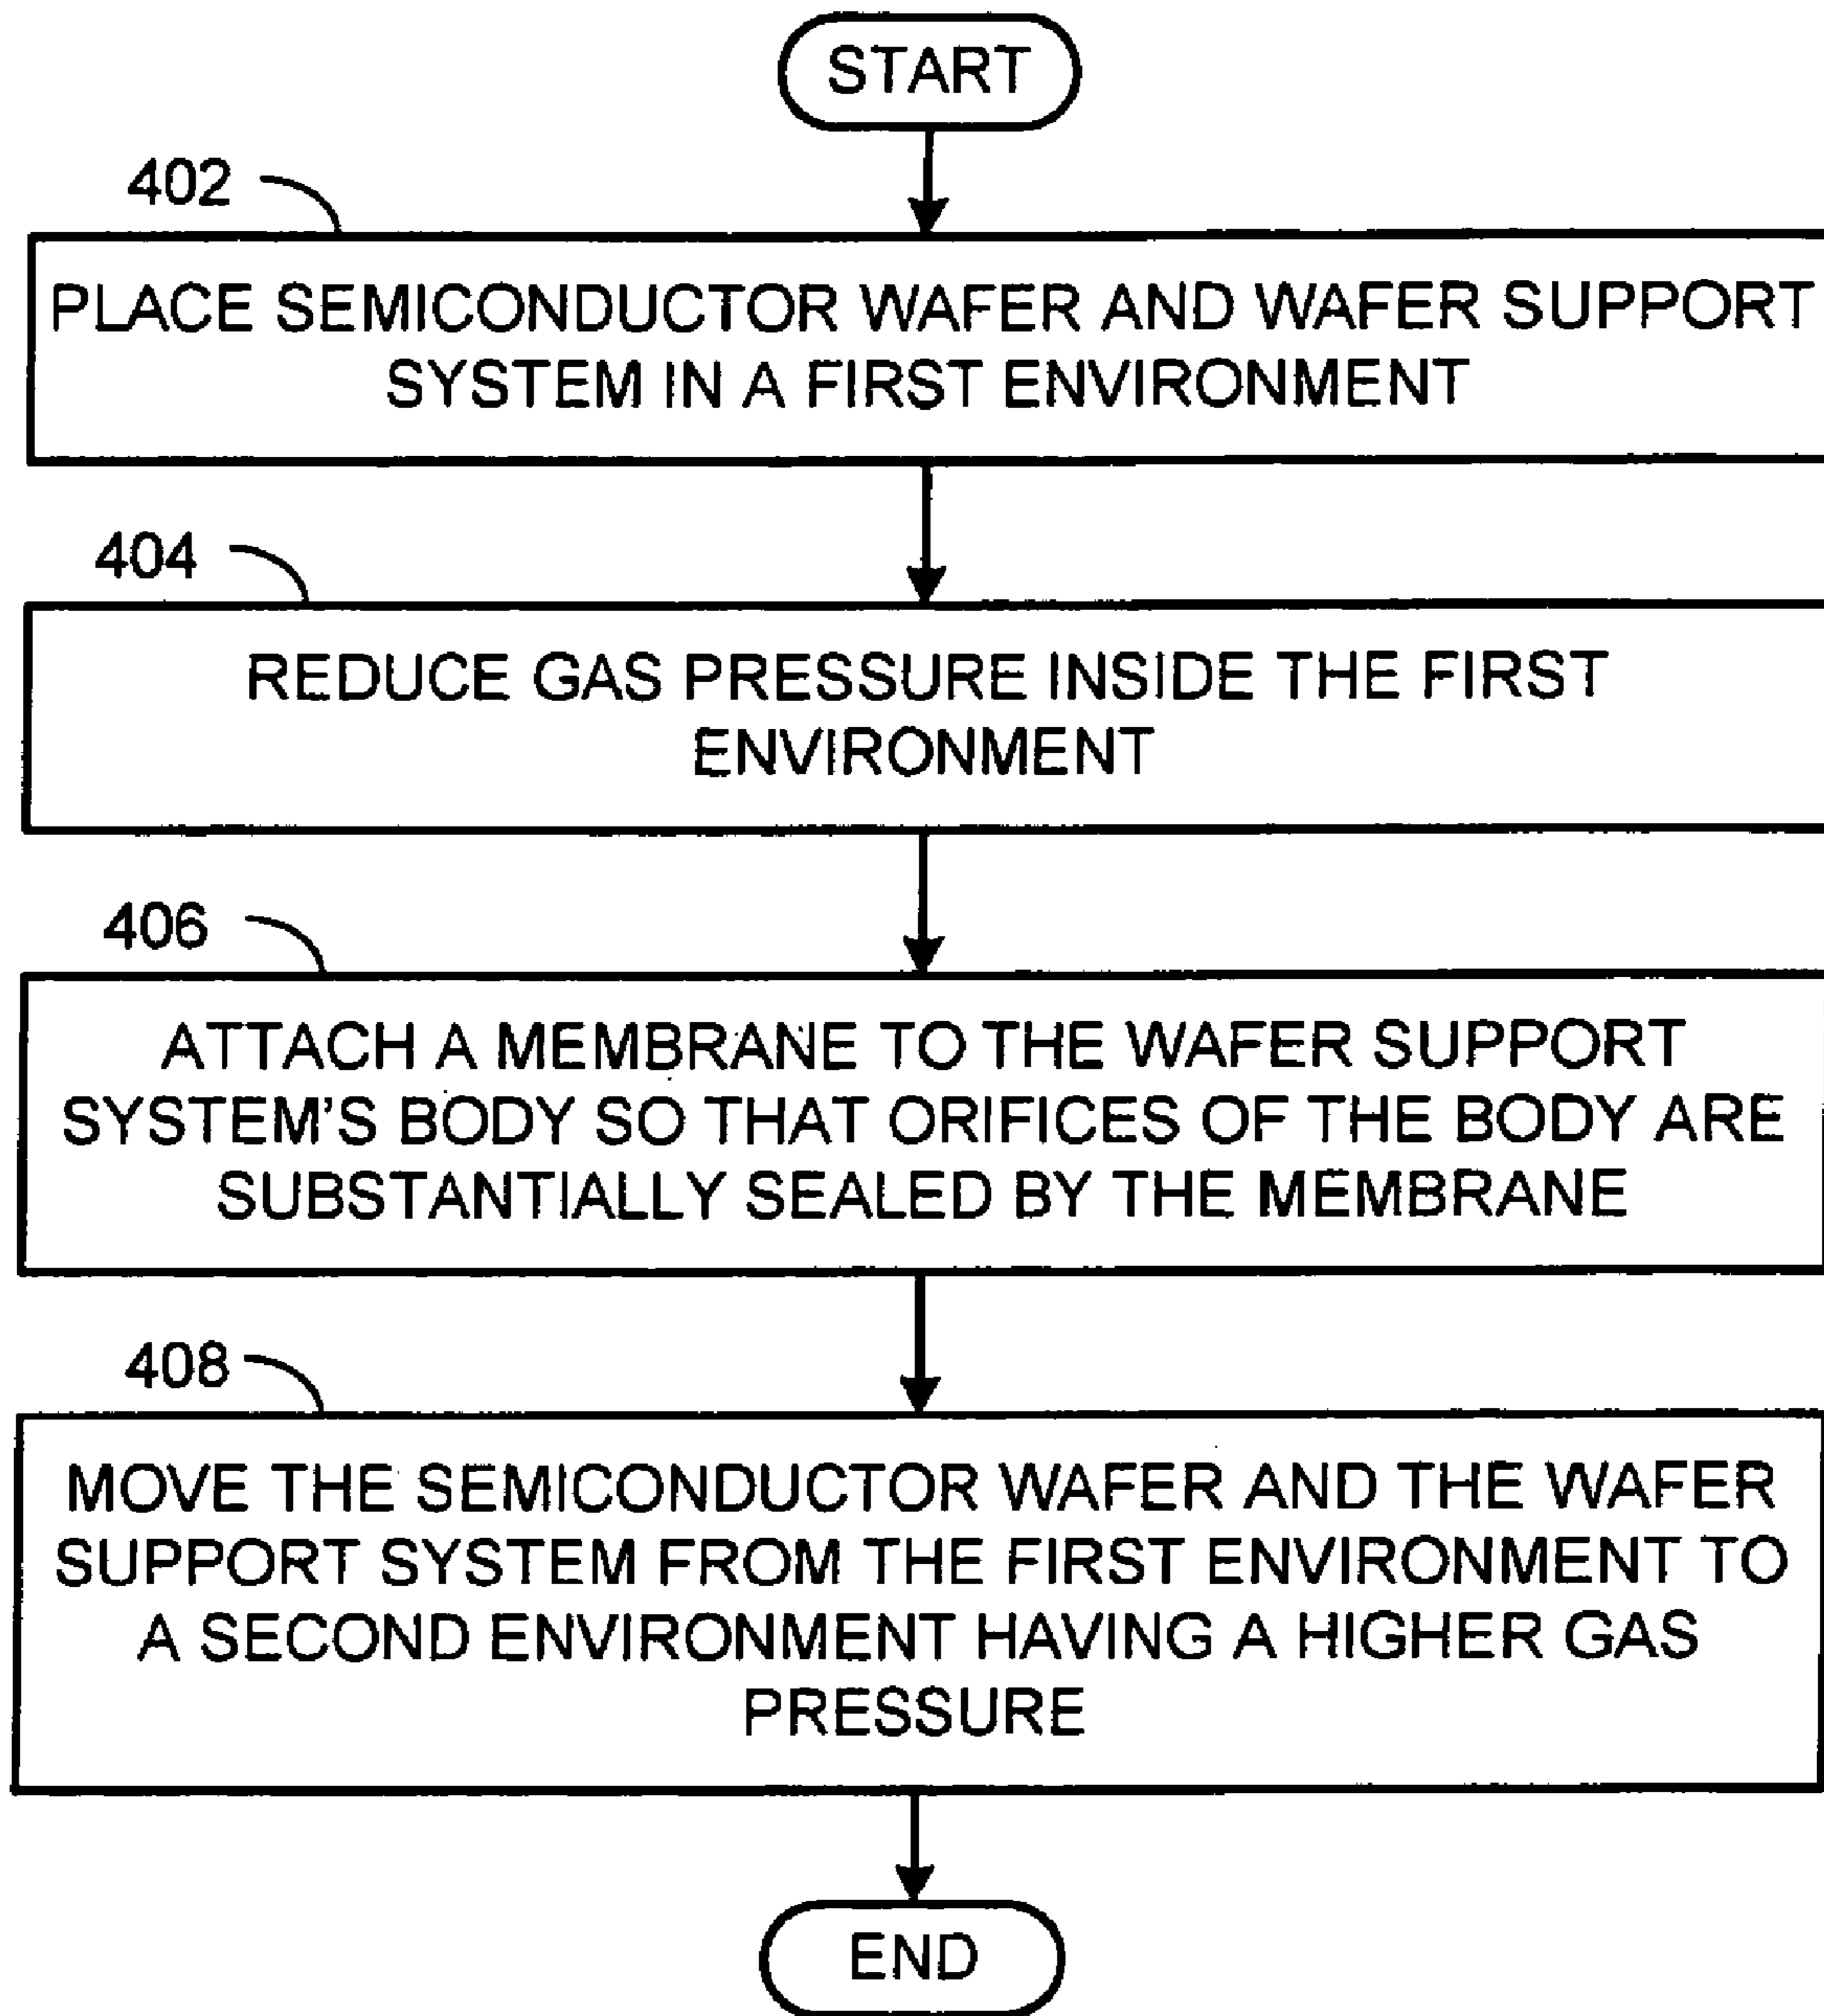 START
402
PLACE SEMICONDUCTOR WAFER AND WAFER SUPPORT
SYSTEM IN A FIRST ENVIRONMENT
404
REDUCE GAS PRESSURE INSIDE THE FIRST
ENVIRONMENT
406
ATTACH A MEMBRANE TO THE WAFER SUPPORT
SYSTEM'S BODY SO THAT ORIFICES OF THE BODY ARE
SUBSTANTIALLY SEALED BY THE MEMBRANE
408
MOVE THE SEMICONDUCTOR WAFER AND THE WAFER
SUPPORT SYSTEM FROM THE FIRST ENVIRONMENT TO
A SECOND ENVIRONMENT HAVING A HIGHER GAS
PRESSURE
END